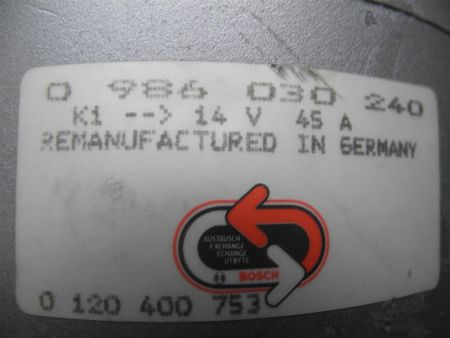 0 986 030 240
K1 --> 14 V 45 A
REMANUFACTURED IN GERMANY
AUSTAUSCH
EXCHANGE
ECHANGE
UTBYTE
BOSCH
0 120 400 753